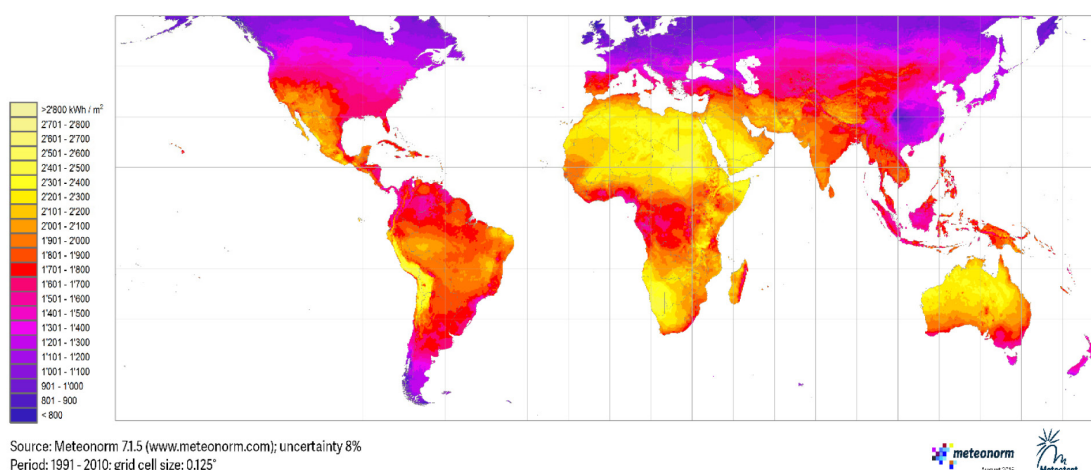 >2'800 kWh / m²
2'701 - 2'800
2'601 - 2'700
2'501 - 2'600
2'401 - 2'500
2'301 - 2'400
2'201 - 2'300
2'101 - 2'200
2'001 - 2'100
1'901 - 2'000
1'801 - 1'900
1'701 - 1'800
1'601 - 1'700
1'501 - 1'600
1'401 - 1'500
1'301 - 1'400
1'201 - 1'300
1'101 - 1'200
1'001 - 1'100
901 - 1'000
801 - 900
< 800
Source: Meteonorm 7.1.5 (www.meteonorm.com); uncertainty 8%
Period: 1991 - 2010; grid cell size: 0.125°
meteonorm